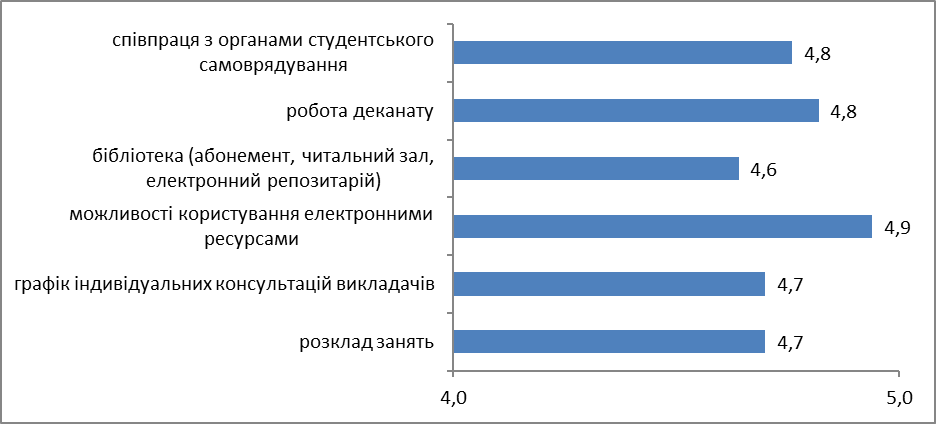 співпраця з органами студентського
самоврядування
4,8
робота деканату
4,8
бібліотека (абонемент, читальний зал,
електронний репозитарій)
4,6
можливості користування електронними
ресурсами
4,9
графік індивідуальних консультацій викладачів
4,7
розклад занять
4,7
4,0
5,0